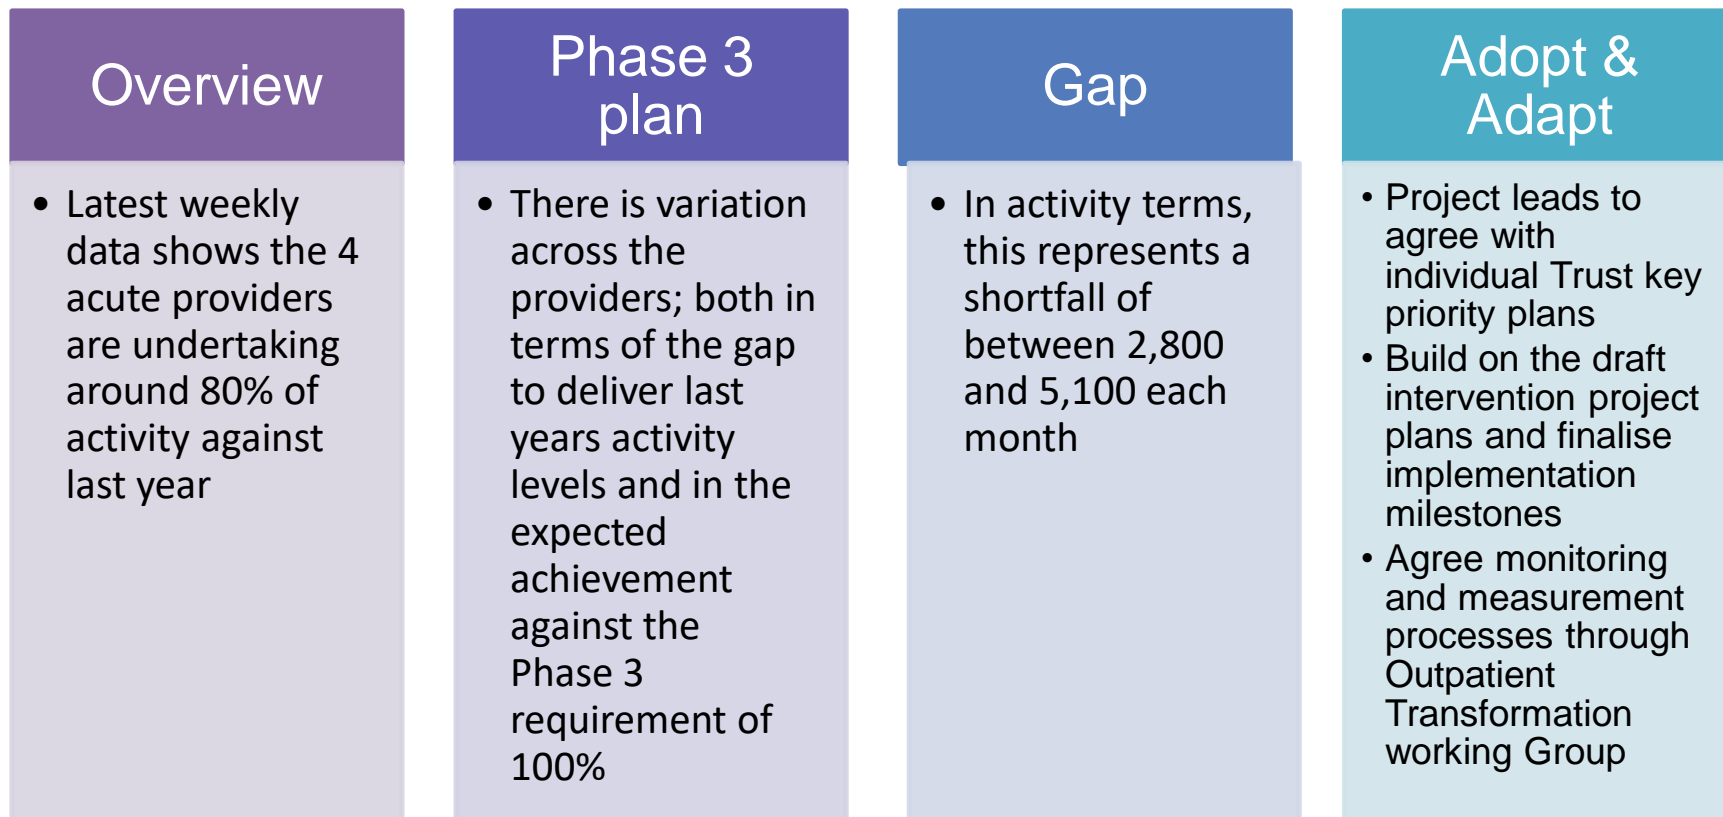 Overview
• Latest weekly
data shows the 4
acute providers
are undertaking
around 80% of
activity against
last year
Phase 3
plan
• There is variation
across the
providers; both in
terms of the gap
to deliver last
years activity
levels and in the
expected
achievement
against the
Phase 3
requirement of
100%
Gap
• In activity terms,
this represents a
shortfall of
between 2,800
and 5,100 each
month
Adopt &
Adapt
• Project leads to
agree with
individual Trust key
priority plans
• Build on the draft
intervention project
plans and finalise
implementation
milestones
• Agree monitoring
and measurement
processes through
Outpatient
Transformation
working Group